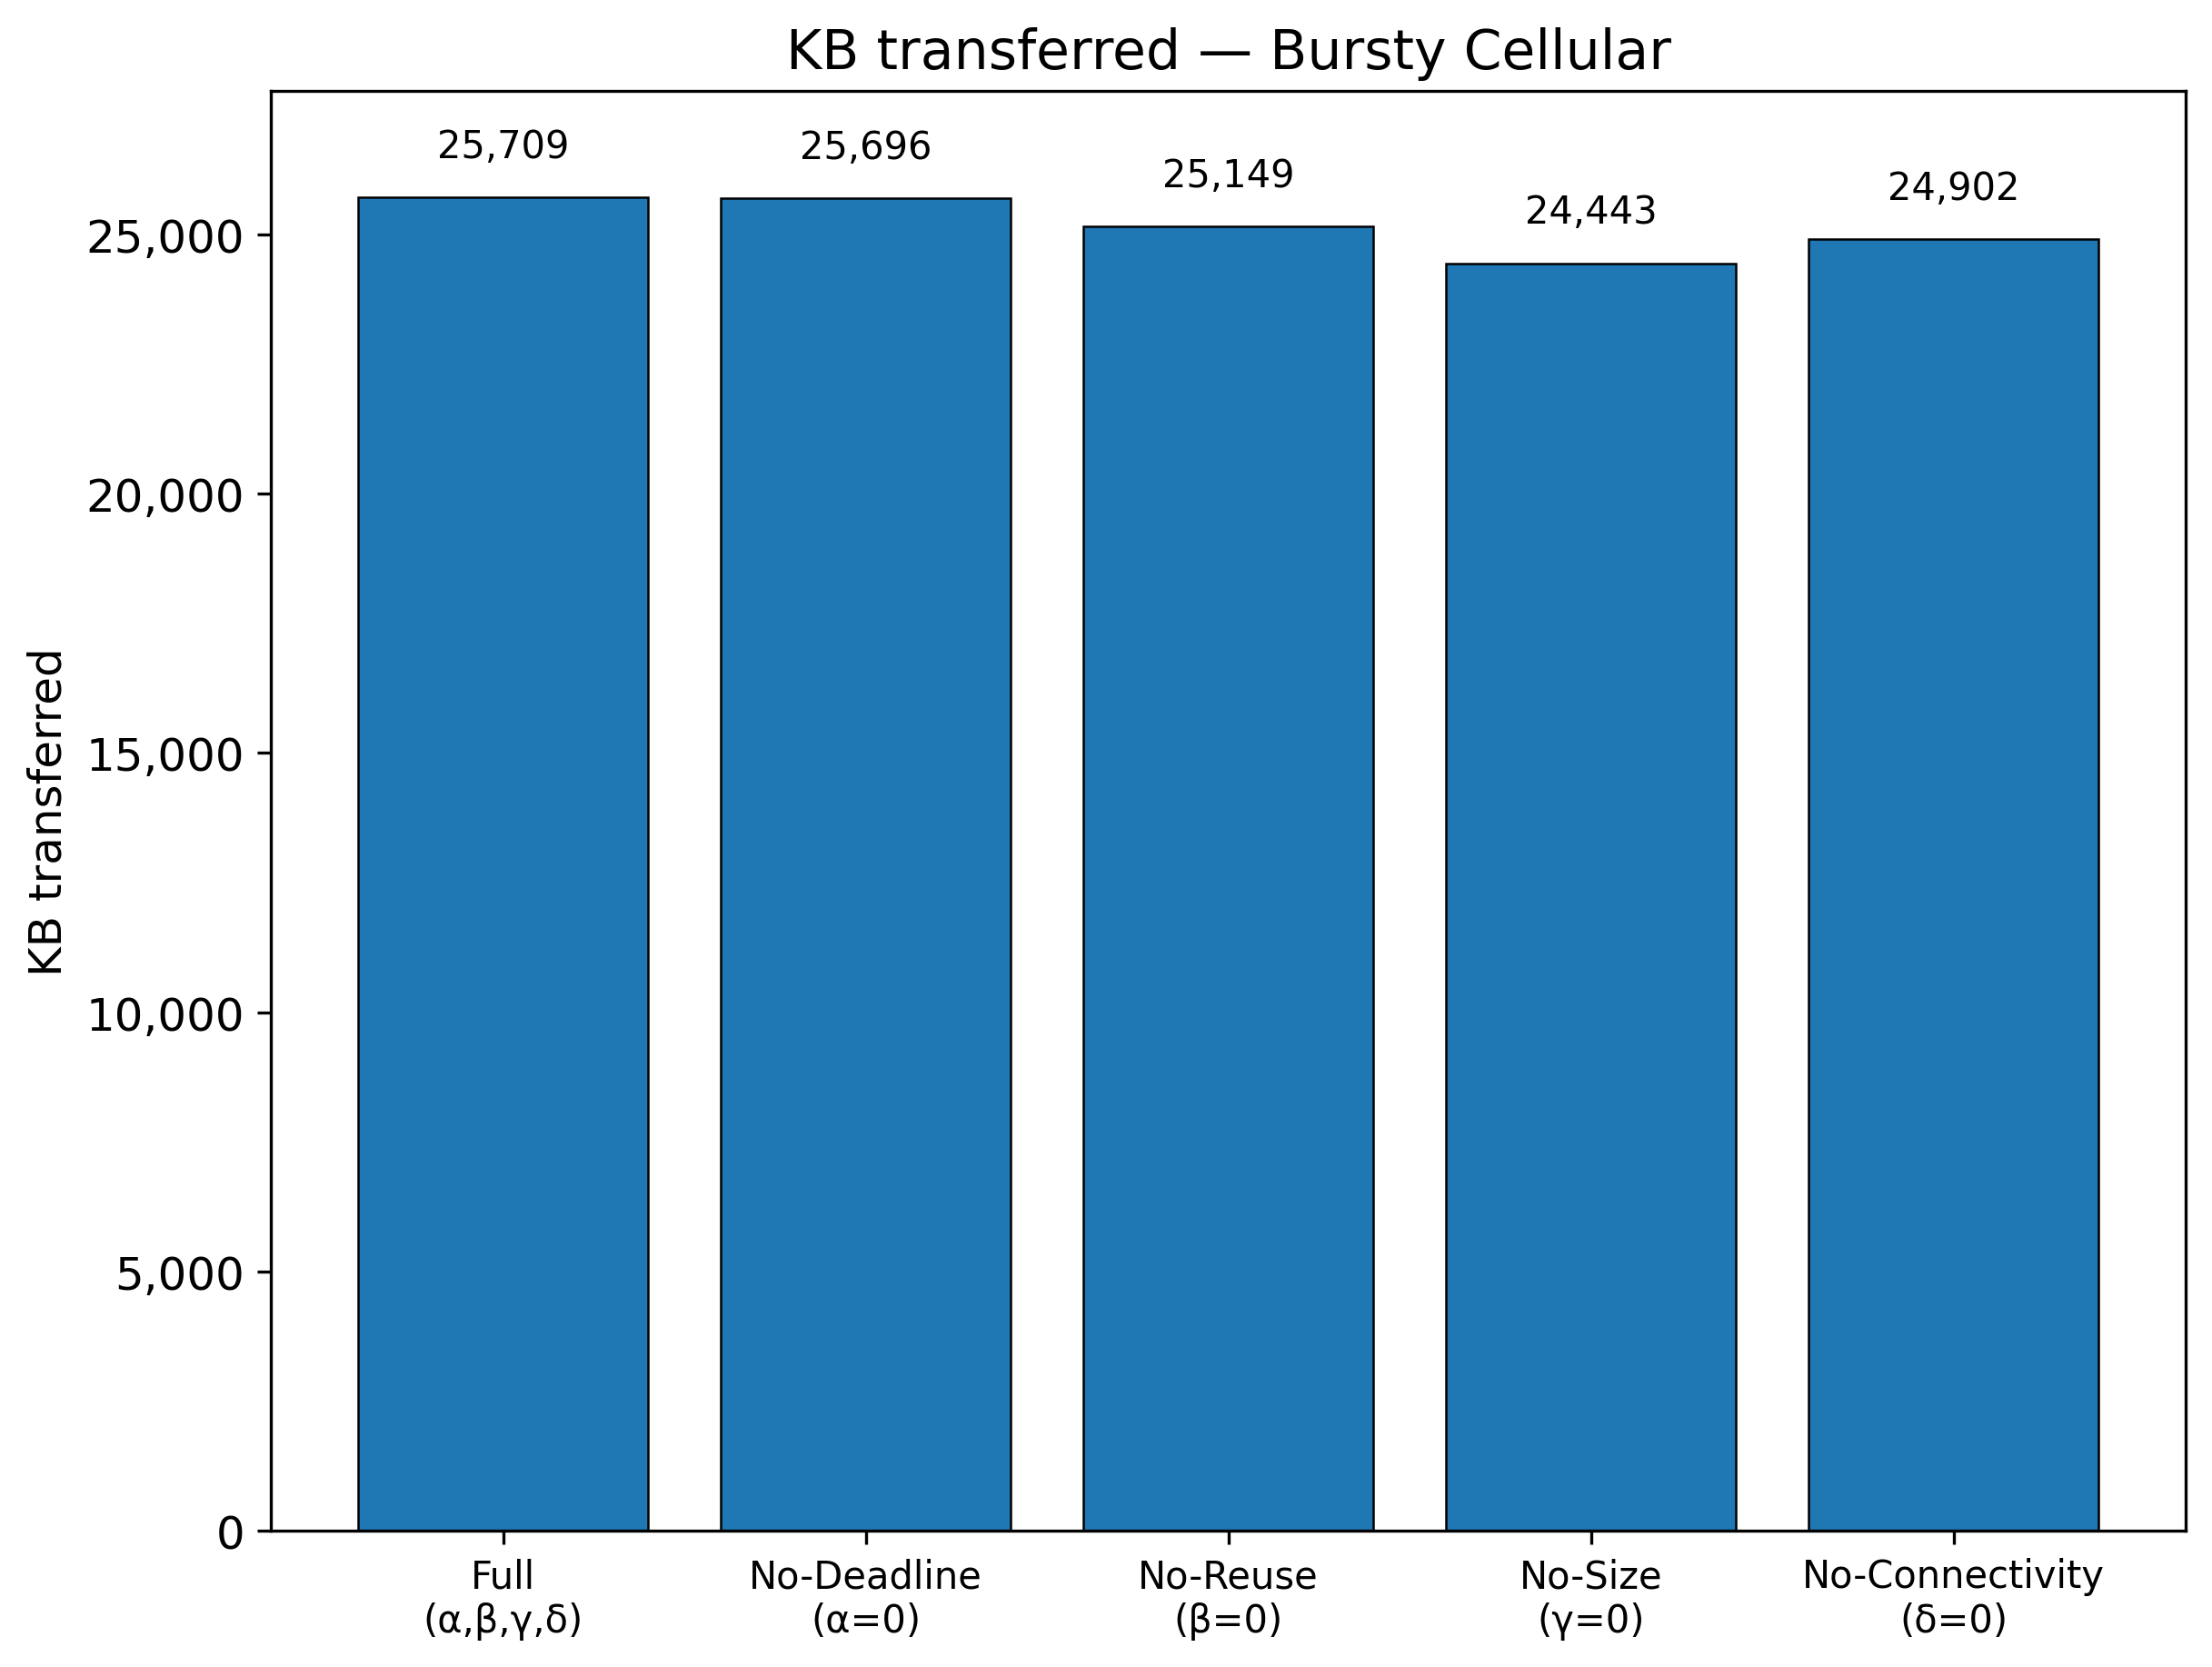 KB transferred — Bursty Cellular
KB transferred
25,000
20,000
15,000
10,000
5,000
0
25,709
25,696
25,149
24,443
24,902
Full
(α,β,γ,δ)
No-Deadline
(α=0)
No-Reuse
(β=0)
No-Size
(γ=0)
No-Connectivity
(δ=0)